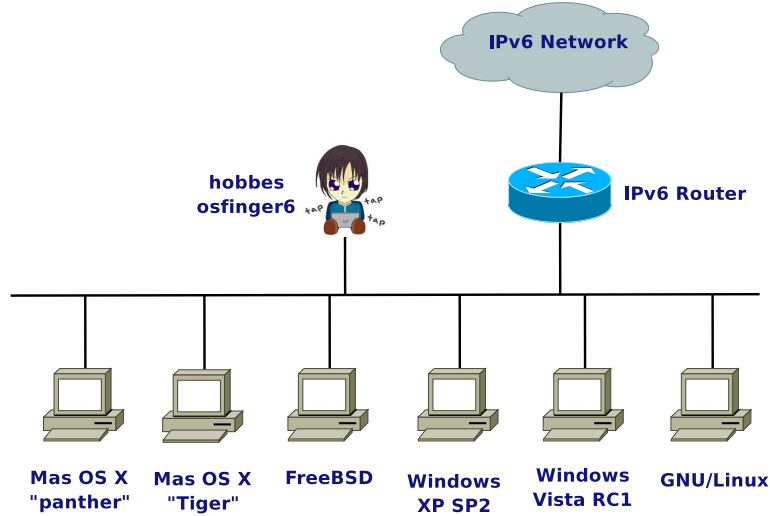 IPv6 Network
hobbes
osfinger6
tap
tap
tap
IPv6 Router
Mas OS X
"panther"
Mas OS X
"Tiger"
FreeBSD
Windows
XP SP2
Windows
Vista RC1
GNU/Linux